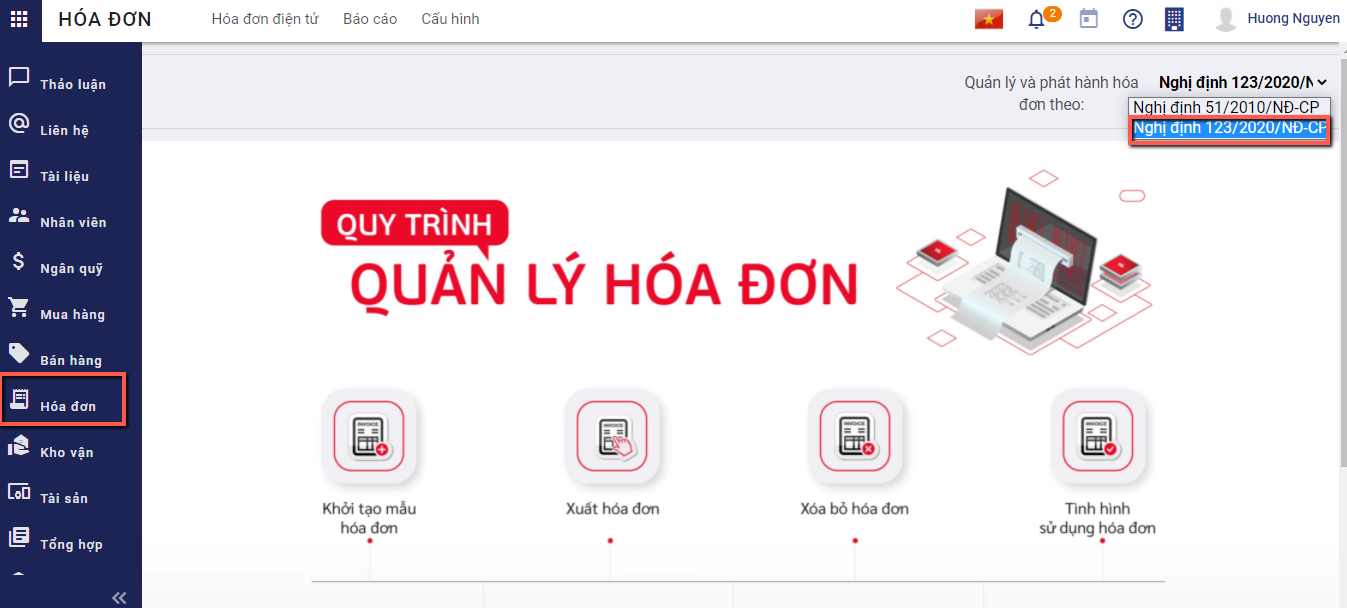 HÓA ĐƠN
Hóa đơn điện tử
Báo cáo
Cấu hình
2
Huong Nguyen
Thảo luận
Liên hệ
Tài liệu
Nhân viên
Ngân quỹ
Mua hàng
Bán hàng
Hóa đơn
Kho vận
Tài sản
Tổng hợp
Quản lý và phát hành hóa
đơn theo:
Nghị định 123/2020/N
Nghị định 51/2010/NĐ-CP
Nghị định 123/2020/NĐ-CP
QUY TRÌNH
QUẢN LÝ HÓA ĐƠN
INVOICE
INVOICE
INVOICE
INVOICE
Khởi tạo mẫu
hóa đơn
Xuất hóa đơn
Xóa bỏ hóa đơn
Tình hình
sử dụng hóa đơn